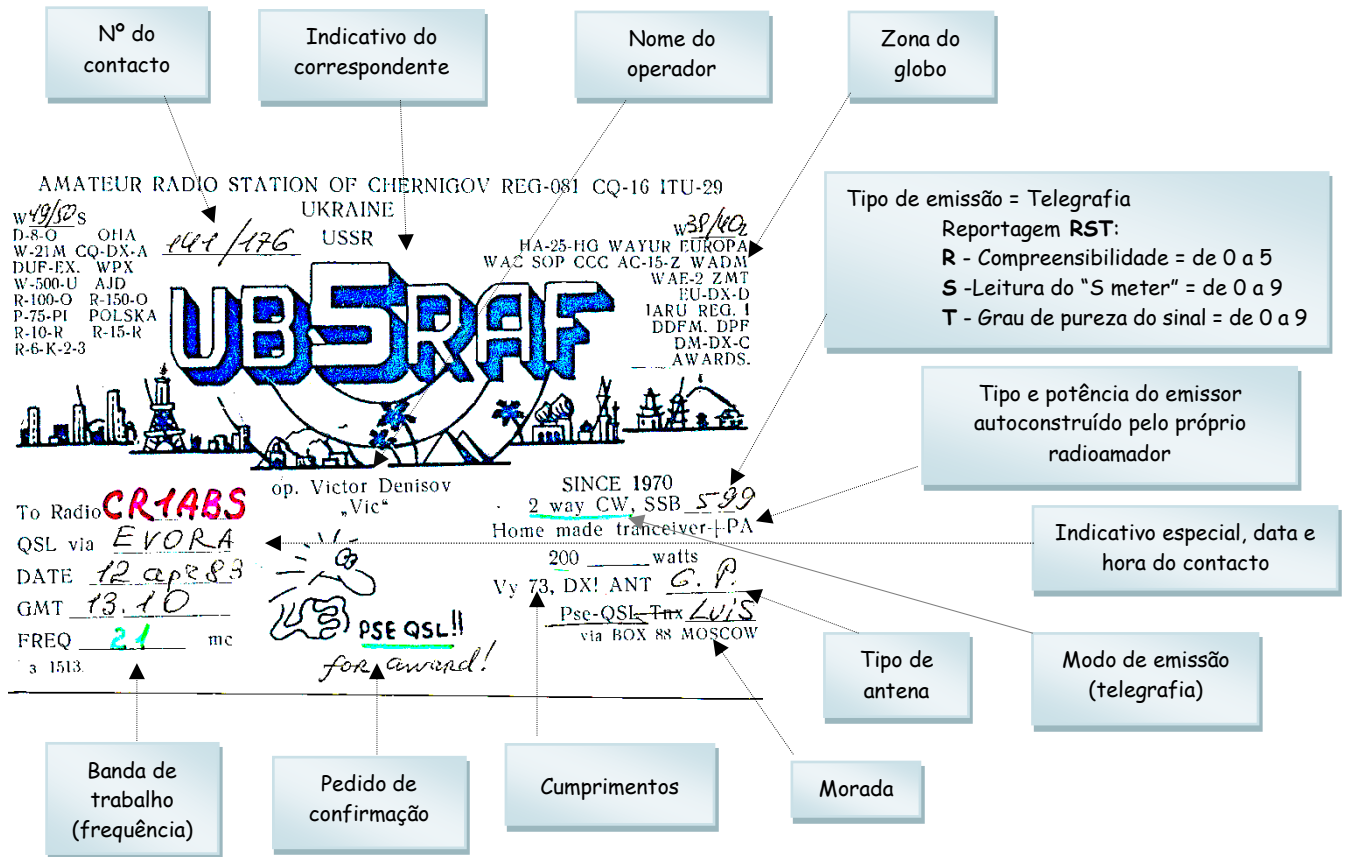 Nº do
contacto
Indicativo do
correspondente
Nome do
operador
Zona do
globo
AMATEUR RADIO STATION OF CHERNIGOV REG-081 CQ-16 ITU-29
UKRAINE
USSR
W 49/50 S
D-8-O OHA
W-21M CQ-DX-A
DUF-EX. WPX
W-500-U AJD
R-100-O R-150-O
P-75-PI POLSKA
R-10-R R-15-R
R-6-K-2-3
141/176
W 38/40z
HA-25-HG WAYUR EUROPA
WAC SOP CCC AC-15-Z WADM
WAE-2 ZMT
EU-DX-D
IARU REG. I
DDFM. DPF
DM-DX-C
AWARDS.
UB5RAF
Tipo de emissão = Telegrafia
Reportagem RST:
R - Compreensibilidade = de 0 a 5
S -Leitura do “S meter” = de 0 a 9
T - Grau de pureza do sinal = de 0 a 9
Tipo e potência do emissor
autoconstruído pelo próprio
radioamador
op. Victor Denisov
„Vic“
SINCE 1970
2 way CW, SSB 599
Home made tranceiver+PA
200 watts
Vy 73, DX! ANT G.P.
Pse-QSL Tnx LUIS
via BOX 88 MOSCOW
To Radio CR1ABS
QSL via EVORA
DATE 12 apr 83
GMT 13.10
FREQ 21 mc
1513.
PSE QSL!!
for award!
Indicativo especial, data e
hora do contacto
Tipo de
antena
Modo de emissão
(telegrafia)
Banda de
trabalho
(frequência)
Pedido de
confirmação
Cumprimentos
Morada